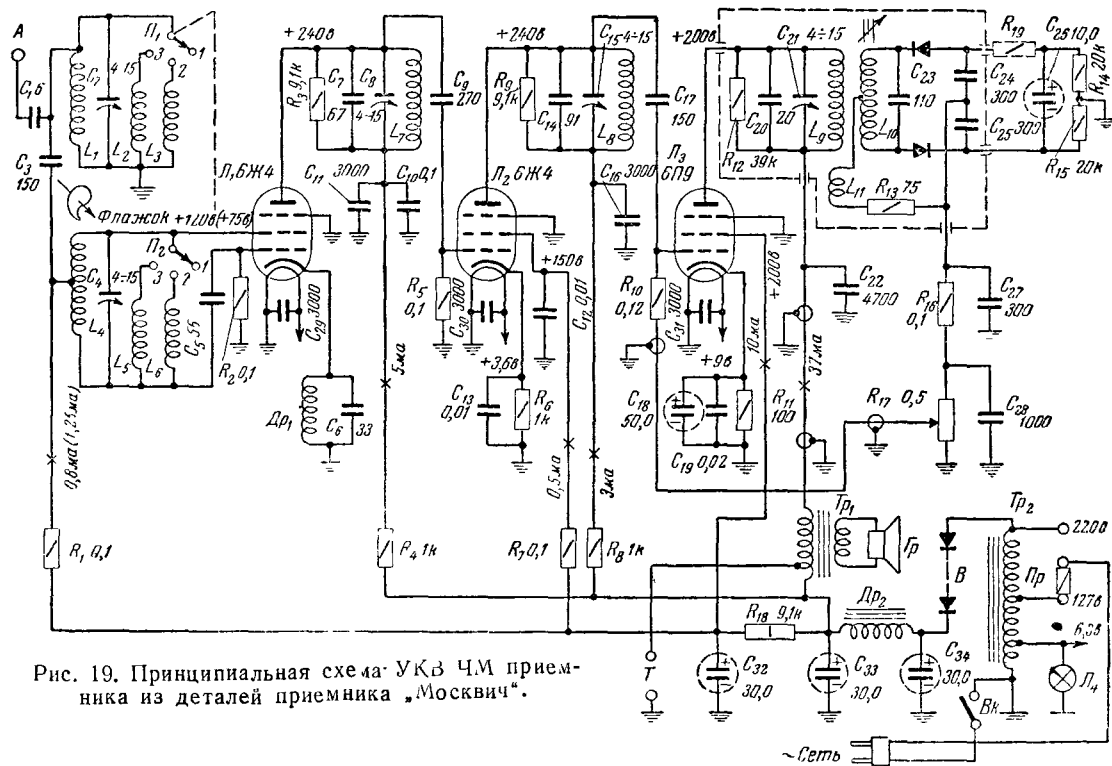 A
C₁ 6
C₃
150
C₂
4÷15
L₁
L₂
L₃
П₁
3
2
1
Флажок
+120в(+75в)
C₄
4÷15
L₄
L₅
L₆
П₂
3
2
1
C₅ 55
R₂ 0,1
0,8ма(1,25ма)
R₁ 0,1
+240в
Л₁ 6Ж4
C₂₉ 3000
Др₁
C₆
33
R₃ 9,1к
C₇
67
C₈
4÷15
L₇
C₉
270
C₁₁ 3000
C₁₀ 0,1
5ма
R₄ 1к
+240в
Л₂ 6Ж4
R₅
0,1
C₃₀ 3000
+3,6в
C₁₃
0,01
R₆
1к
+150в
C₁₂ 0,01
0,5ма
R₇ 0,1
R₉
9,1к
C₁₄ 91
C₁₅ 4÷15
L₈
C₁₆ 3000
3ма
R₈ 1к
C₁₇
150
+200в
Л₃
6П9
R₁₀
0,12
C₃₁ 3000
+9в
C₁₈
50,0
C₁₉ 0,02
R₁₁
100
10ма
+200в
R₁₂ 39к
C₂₀
20
C₂₁ 4÷15
L₉
L₁₀
L₁₁
R₁₃ 75
C₂₃
110
C₂₄
300
C₂₅ 300
R₁₉
C₂₆ 10,0
R₁₄ 20к
R₁₅ 20к
C₂₂
4700
37ма
R₁₆
0,1
C₂₇
300
R₁₇ 0,5
C₂₈
1000
Тр₁
Гр
Тр₂
220в
Пр
127в
6,3в
В
Л₄
Др₂
R₁₈ 9,1к
Т
C₃₂
30,0
C₃₃
30,0
C₃₄
30,0
Вк
~Сеть
Рис. 19. Принципиальная схема УКВ ЧМ прием-
ника из деталей приемника „Москвич".